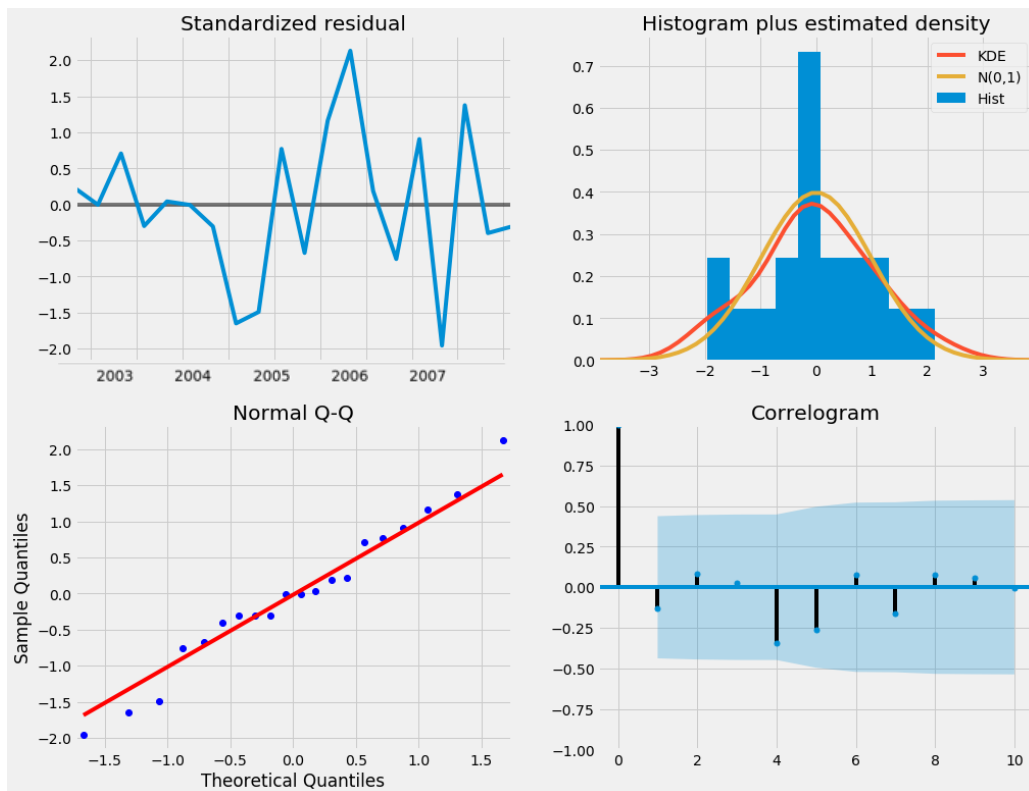 Standardized residual
2.0
1.5
1.0
0.5
0.0
−0.5
−1.0
−1.5
−2.0
2003 2004 2005 2006 2007
Histogram plus estimated density
KDE
N(0,1)
Hist
0.7
0.6
0.5
0.4
0.3
0.2
0.1
0.0
−3 −2 −1 0 1 2 3
Normal Q-Q
Sample Quantiles
2.0
1.5
1.0
0.5
0.0
−0.5
−1.0
−1.5
−2.0
−1.5 −1.0 −0.5 0.0 0.5 1.0 1.5
Theoretical Quantiles
Correlogram
1.00
0.75
0.50
0.25
0.00
−0.25
−0.50
−0.75
−1.00
0 2 4 6 8 10